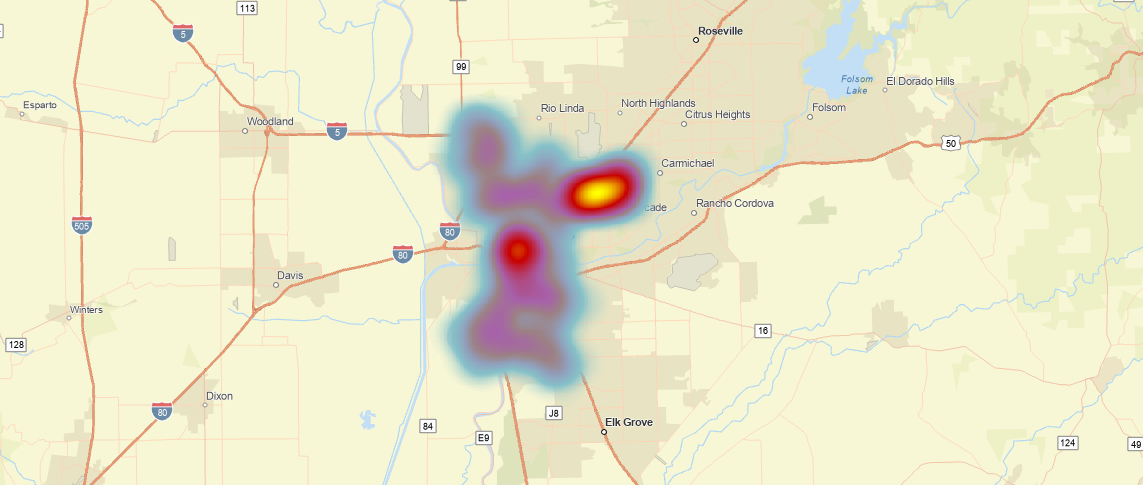 113
5
Roseville
99
Folsom
Lake
El Dorado Hills
Esparto
Rio Linda
North Highlands
Citrus Heights
Folsom
Woodland
5
50
Carmichael
cade
Rancho Cordova
505
80
80
Davis
Winters
16
128
Dixon
80
J8
84
Elk Grove
E9
124
49